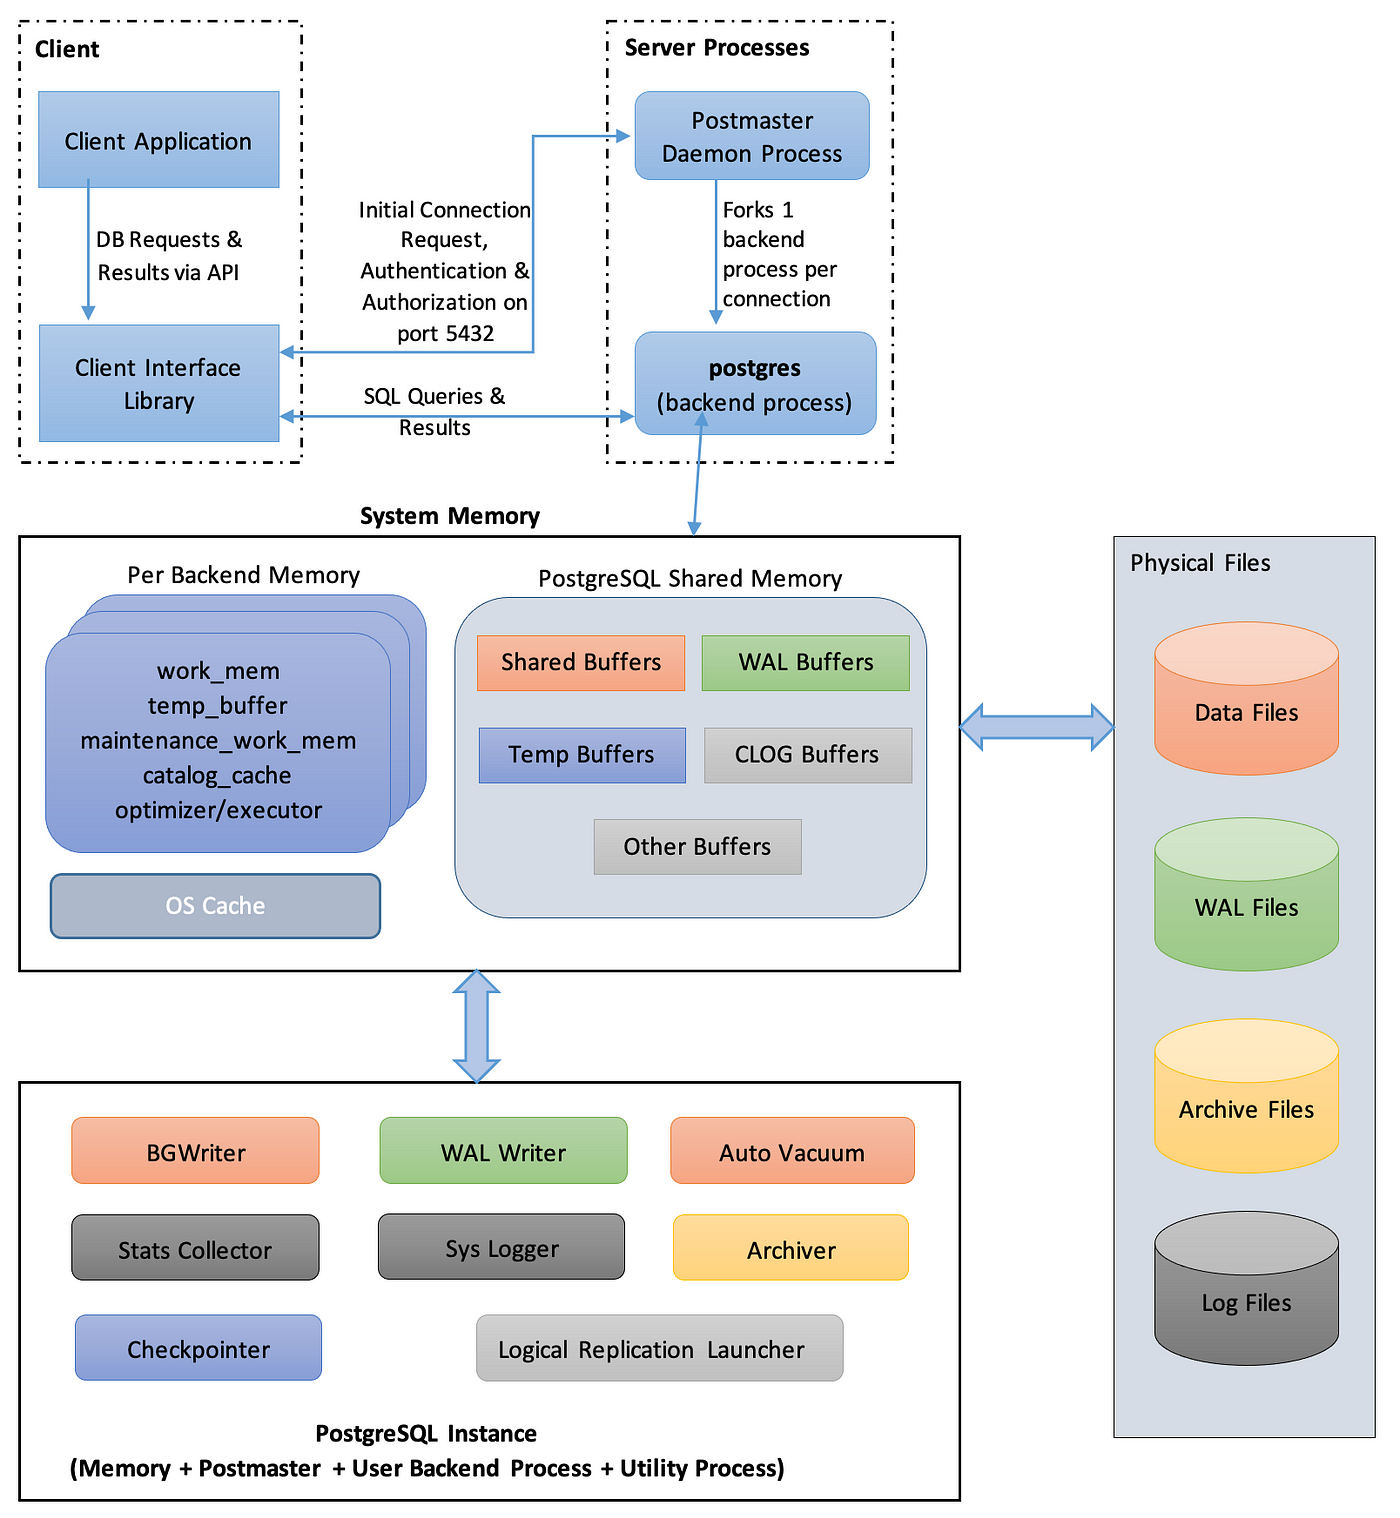 Client
Client Application
DB Requests &
Results via API
Client Interface
Library
Initial Connection
Request,
Authentication &
Authorization on
port 5432
SQL Queries &
Results
Server Processes
Postmaster
Daemon Process
Forks 1
backend
process per
connection
postgres
(backend process)
System Memory
Per Backend Memory
work_mem
temp_buffer
maintenance_work_mem
catalog_cache
optimizer/executor
OS Cache
PostgreSQL Shared Memory
Shared Buffers
WAL Buffers
Temp Buffers
CLOG Buffers
Other Buffers
Physical Files
Data Files
WAL Files
Archive Files
Log Files
BGWriter
WAL Writer
Auto Vacuum
Stats Collector
Sys Logger
Archiver
Checkpointer
Logical Replication Launcher
PostgreSQL Instance
(Memory + Postmaster + User Backend Process + Utility Process)